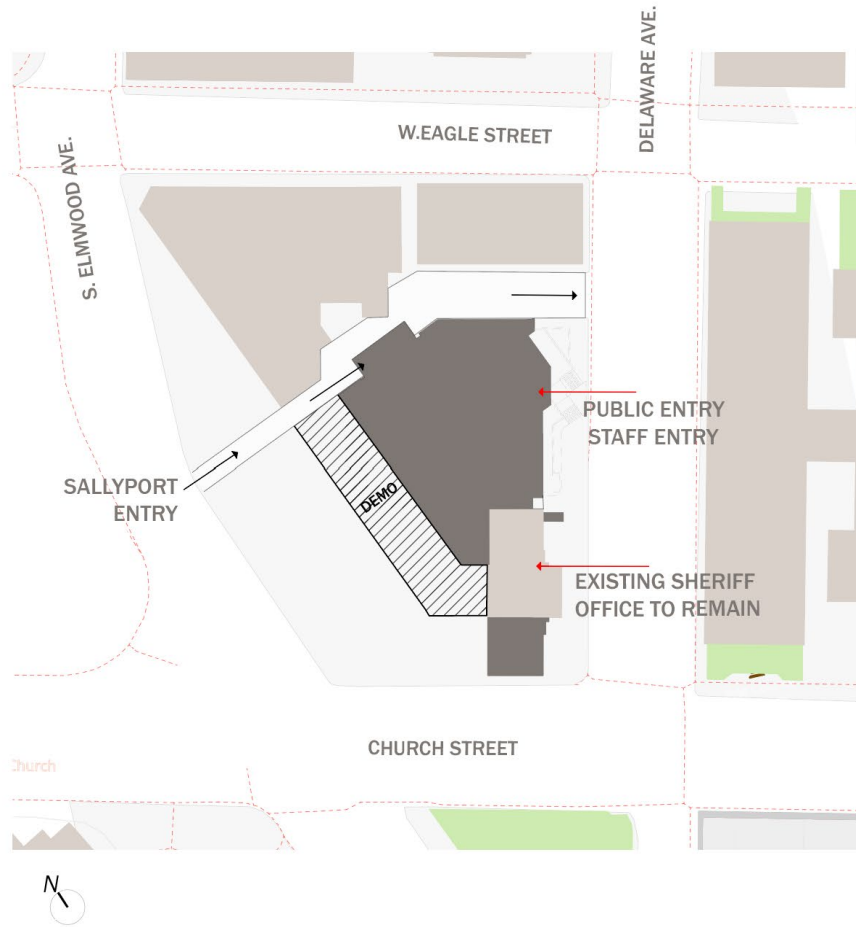 DELAWARE AVE.
W.EAGLE STREET
S. ELMWOOD AVE.
PUBLIC ENTRY
STAFF ENTRY
SALLYPORT
ENTRY
DEMO
EXISTING SHERIFF
OFFICE TO REMAIN
CHURCH STREET
Church
N